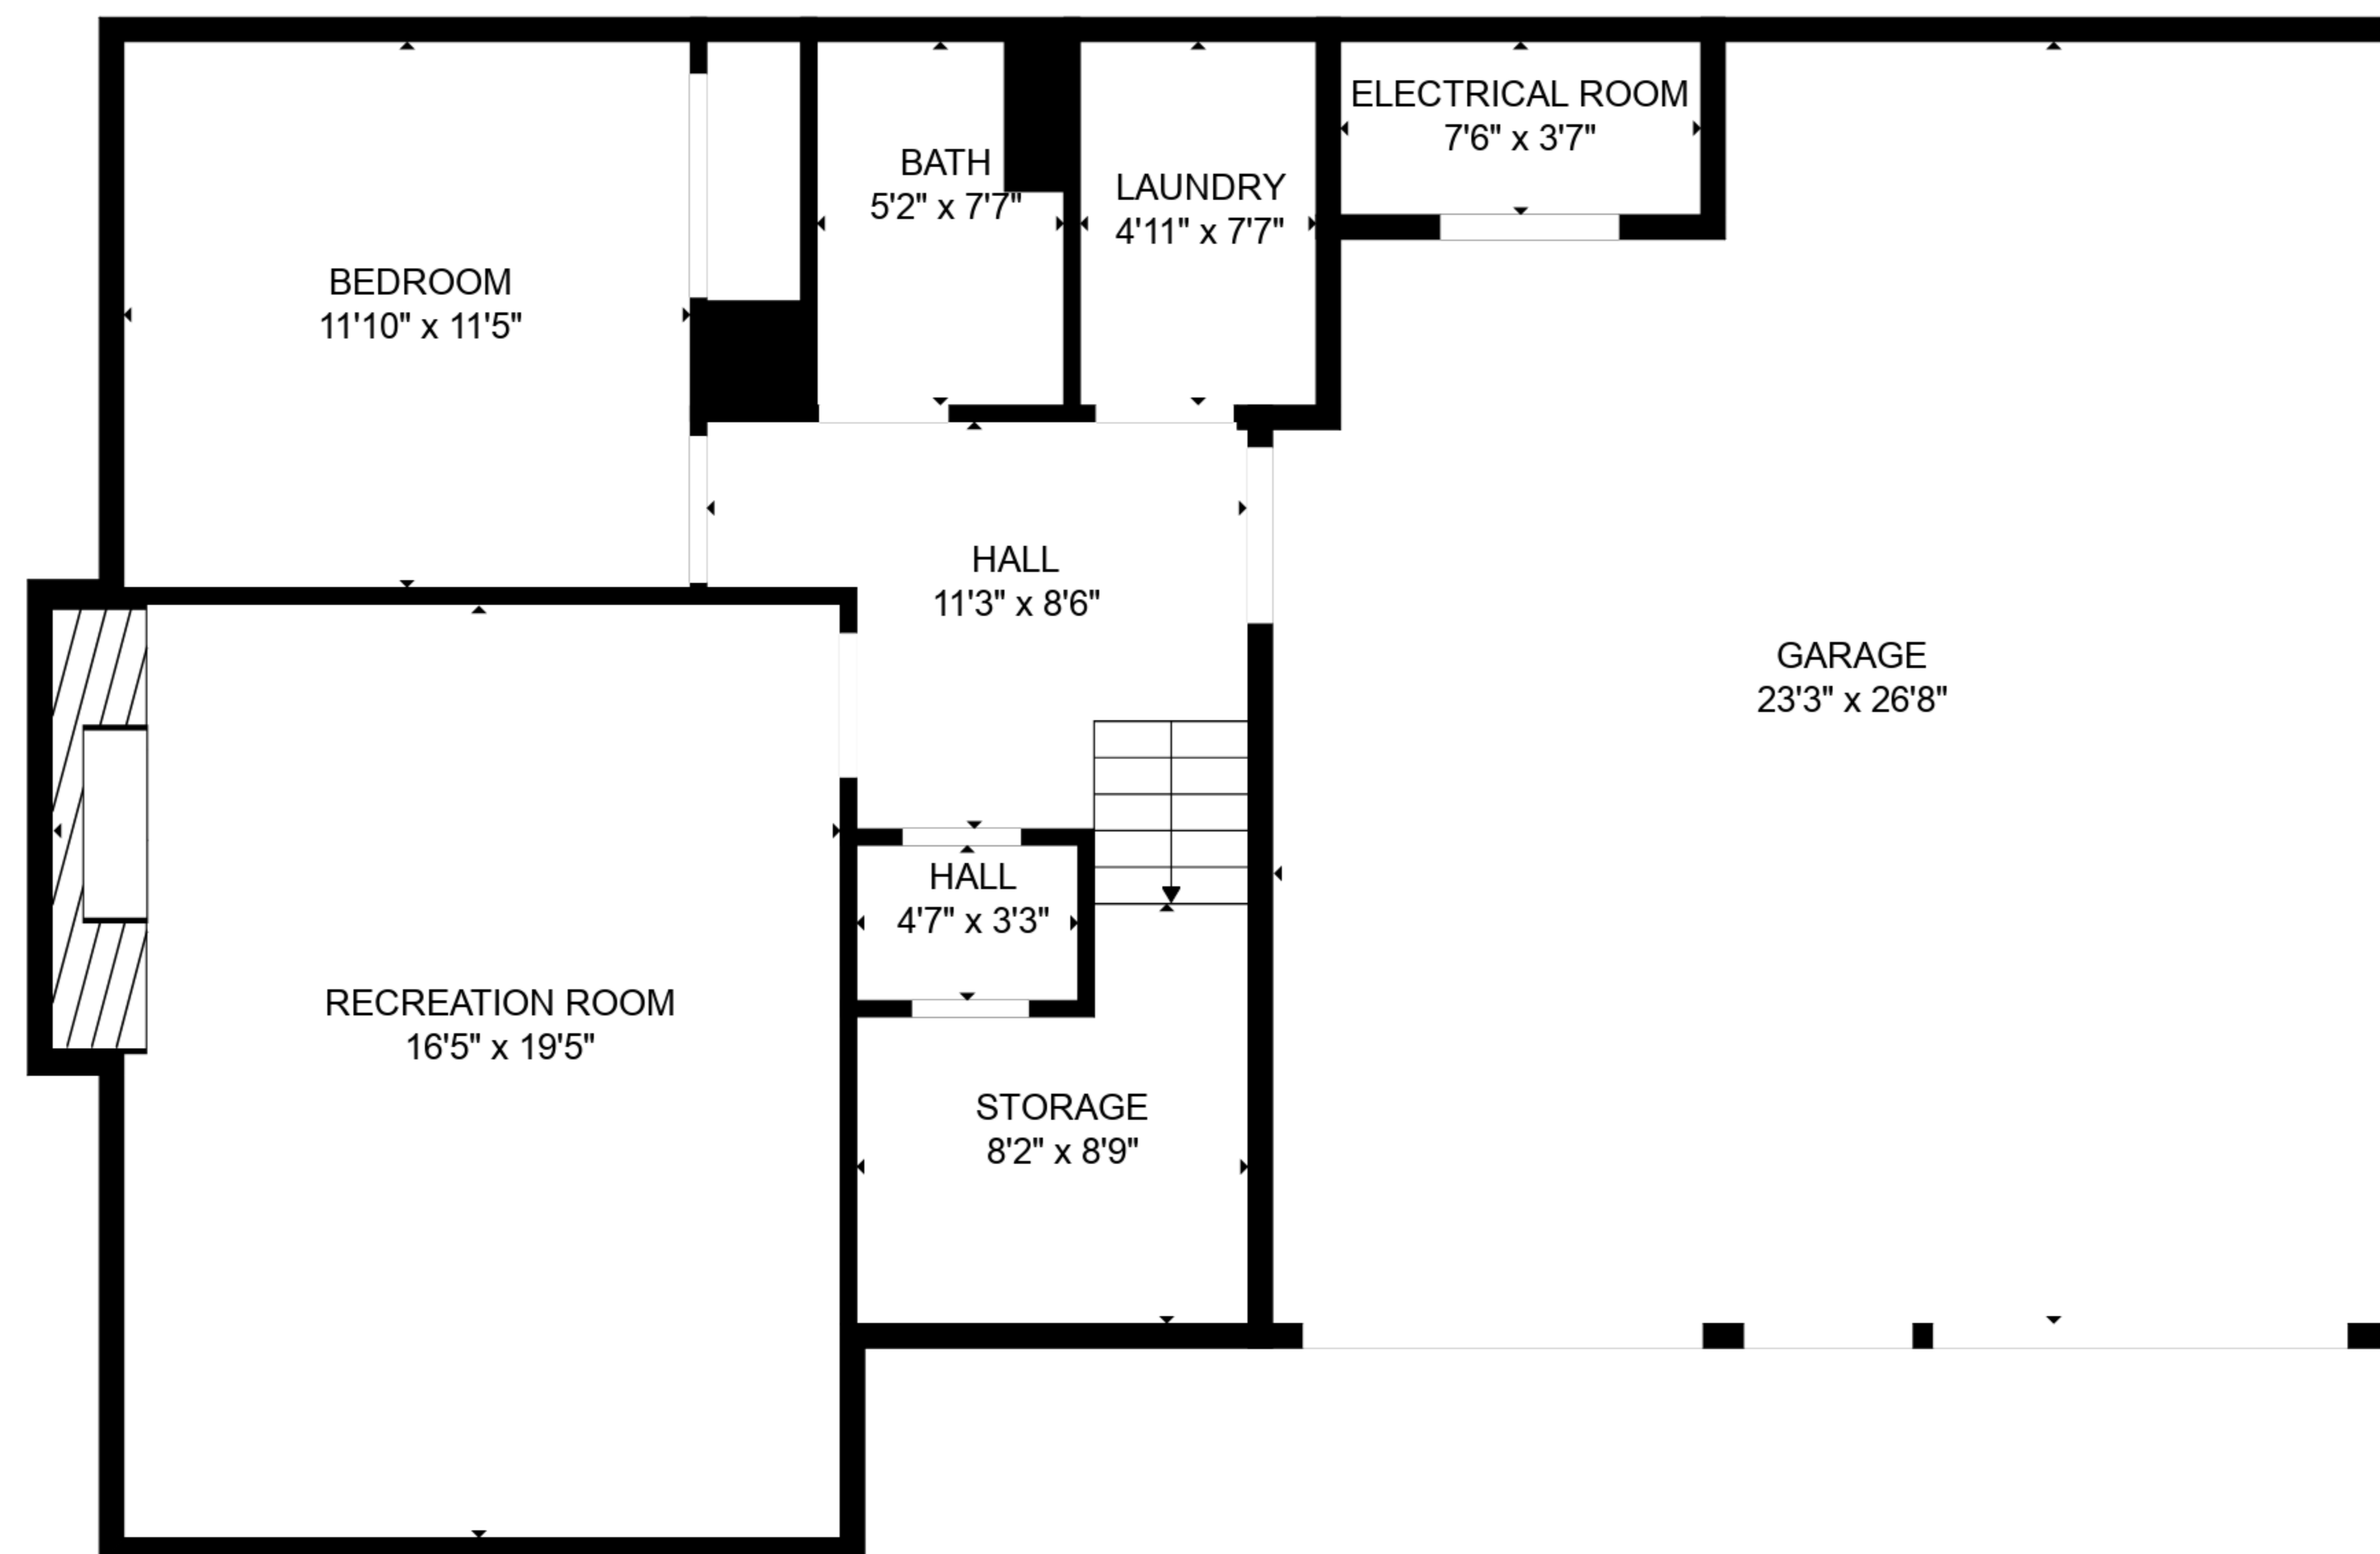 ELECTRICAL ROOM
7'6" x 3'7"
BATH
5'2" x 7'7"
LAUNDRY
4'11" x 7'7"
BEDROOM
11'10" x 11'5"
HALL
11'3" x 8'6"
GARAGE
23'3" x 26'8"
HALL
4'7" x 3'3"
RECREATION ROOM
16'5" x 19'5"
STORAGE
8'2" x 8'9"